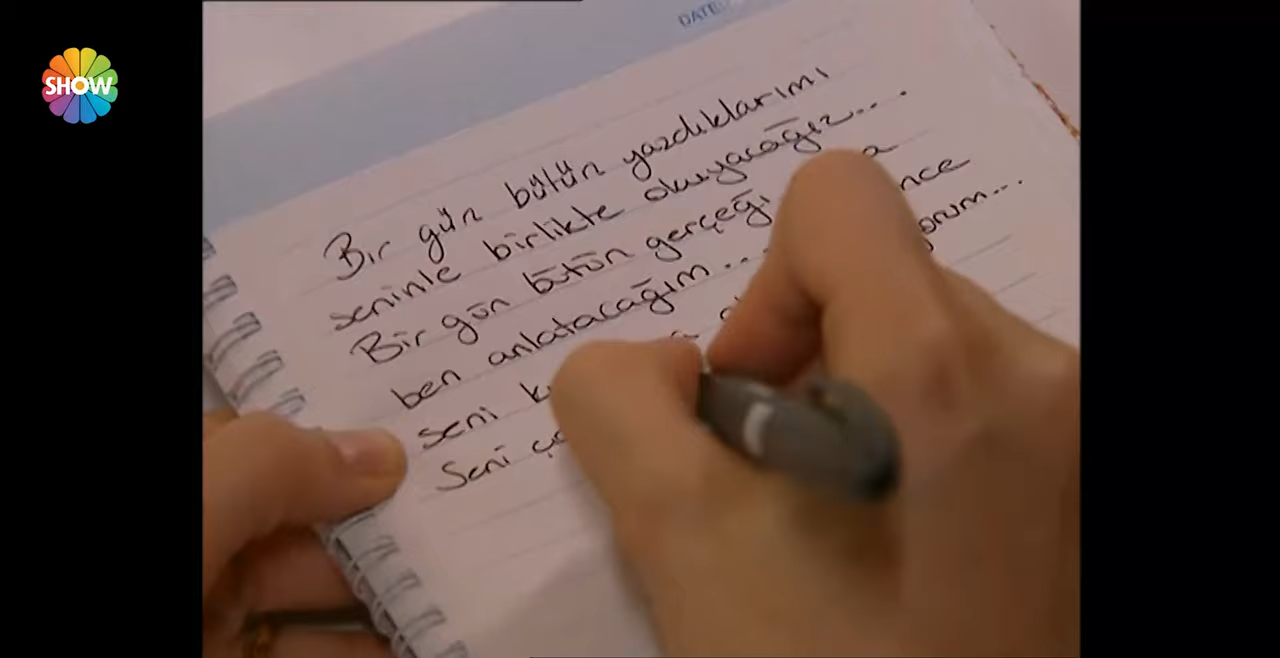 SHOW
DATE:
Bir gün bütün yazdıklarımı
seninle birlikte okuyacağız....
Bir gün bütün gerçeği
ben anlatacağım...
seni
Seni